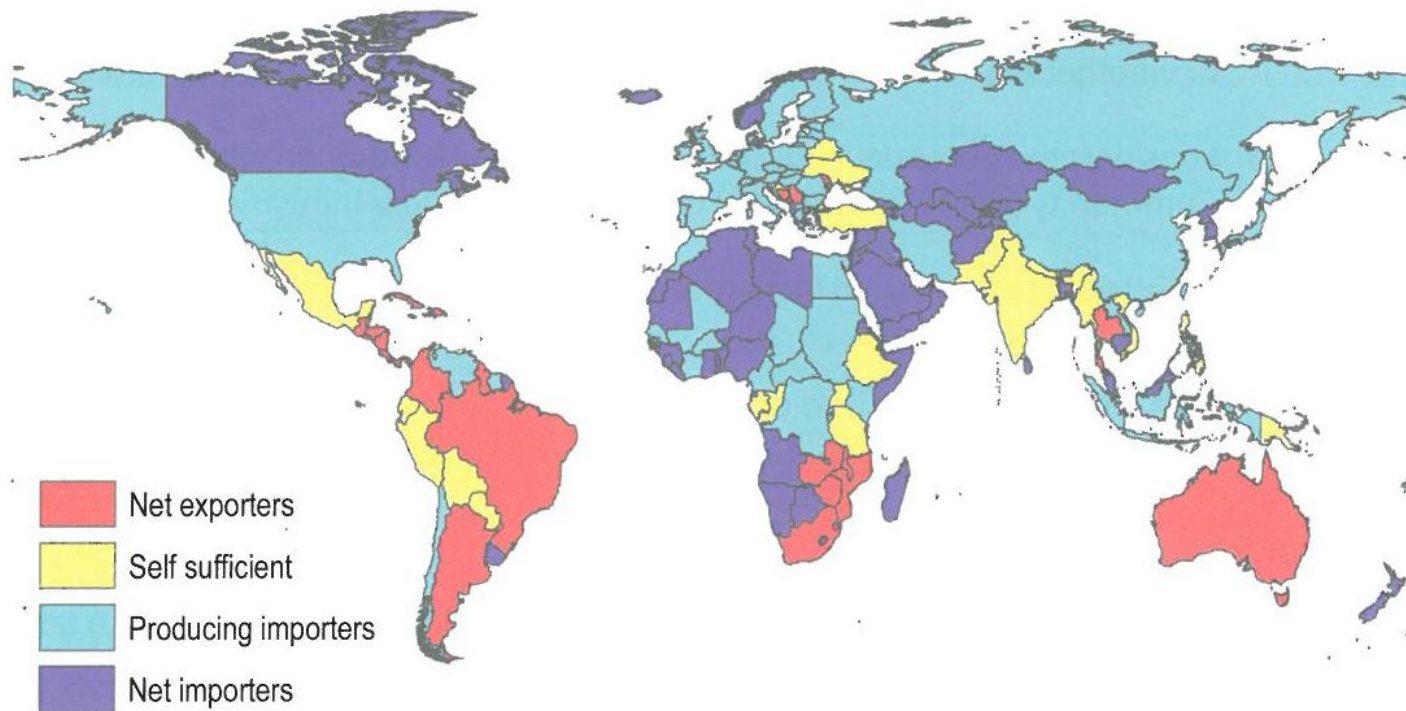 Net exporters
Self sufficient
Producing importers
Net importers